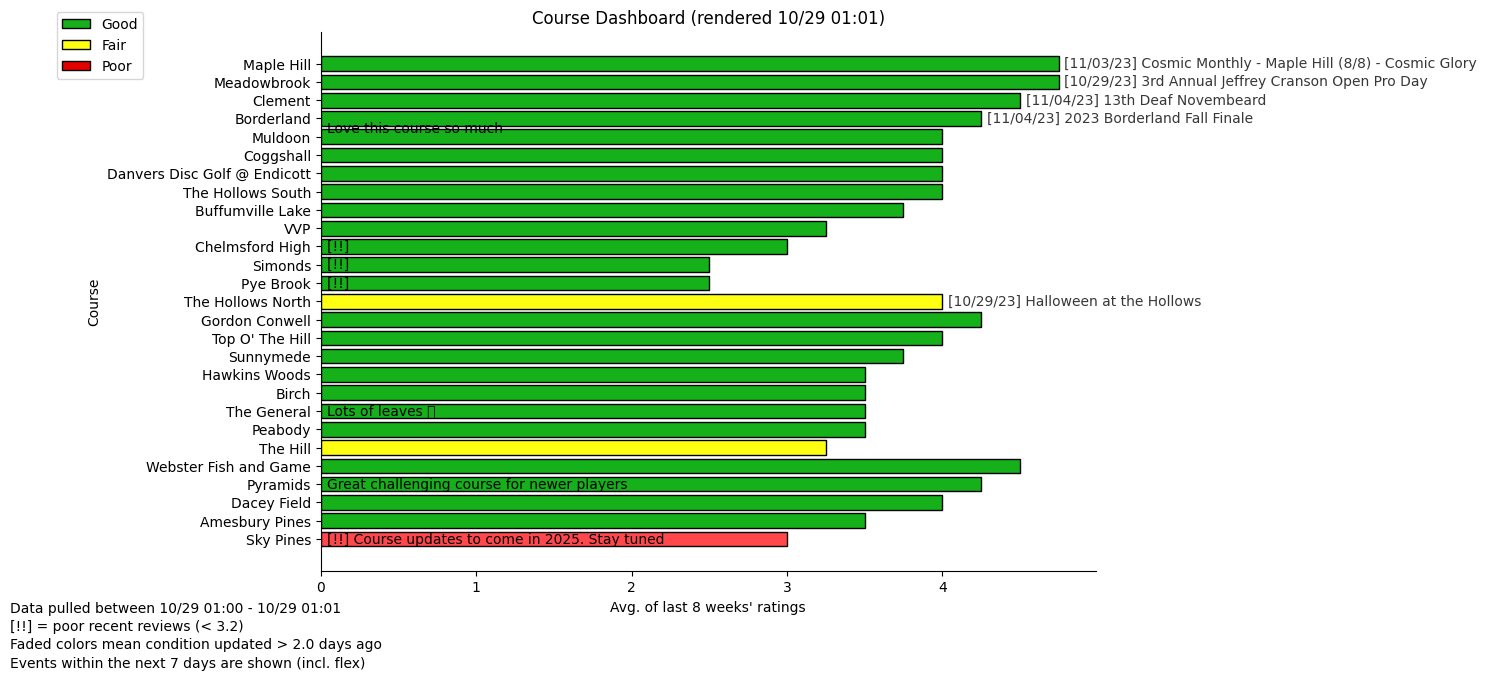 Course Dashboard (rendered 10/29 01:01)
Good
Fair
Poor
Maple Hill [11/03/23] Cosmic Monthly - Maple Hill (8/8) - Cosmic Glory
Meadowbrook [10/29/23] 3rd Annual Jeffrey Cranson Open Pro Day
Clement [11/04/23] 13th Deaf Novembeard
Borderland [11/04/23] 2023 Borderland Fall Finale
Love this course so much
Muldoon
Coggshall
Danvers Disc Golf @ Endicott
The Hollows South
Buffumville Lake
VVP
Chelmsford High [!!]
Simonds [!!]
Pye Brook [!!]
The Hollows North [10/29/23] Halloween at the Hollows
Gordon Conwell
Top O' The Hill
Sunnymede
Hawkins Woods
Birch
The General Lots of leaves
Peabody
The Hill
Webster Fish and Game
Pyramids Great challenging course for newer players
Dacey Field
Amesbury Pines
Sky Pines [!!] Course updates to come in 2025. Stay tuned
Course
0 1 2 3 4
Avg. of last 8 weeks' ratings
Data pulled between 10/29 01:00 - 10/29 01:01
[!!] = poor recent reviews (< 3.2)
Faded colors mean condition updated > 2.0 days ago
Events within the next 7 days are shown (incl. flex)